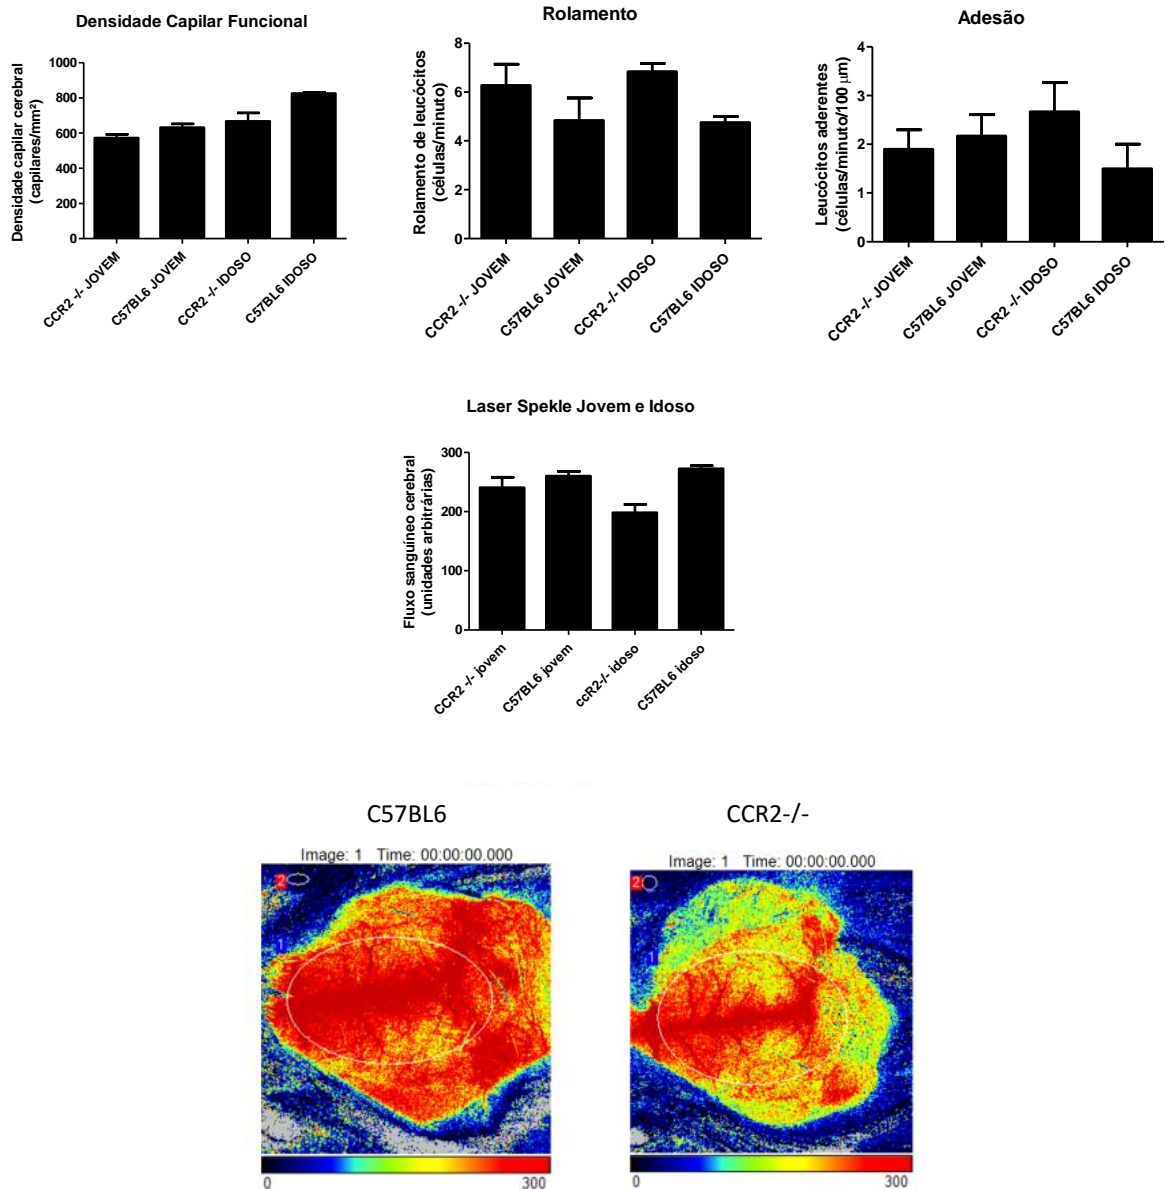 Densidade Capilar Funcional
Densidade capilar cerebral
(capilares/mm²)
1000
800
600
400
200
0
CCR2 -/- JOVEM
C57BL6 JOVEM
CCR2 -/- IDOSO
C57BL6 IDOSO
Rolamento
Rolamento de leucócitos
(células/minuto)
8
6
4
2
0
CCR2 -/- JOVEM
C57BL6 JOVEM
CCR2 -/- IDOSO
C57BL6 IDOSO
Adesão
Leucócitos aderentes
(células/minuto/100 μm)
4
3
2
1
0
CCR2 -/- JOVEM
C57BL6 JOVEM
CCR2 -/- IDOSO
C57BL6 IDOSO
Laser Spekle Jovem e Idoso
Fluxo sanguíneo cerebral
(unidades arbitrárias)
300
200
100
0
CCR2 -/- jovem
C57BL6 jovem
ccR2-/- idoso
C57BL6 idoso
C57BL6
Image: 1 Time: 00:00:00.000
2
1
0 300
CCR2-/-
Image: 1 Time: 00:00:00.000
2
1
0 300